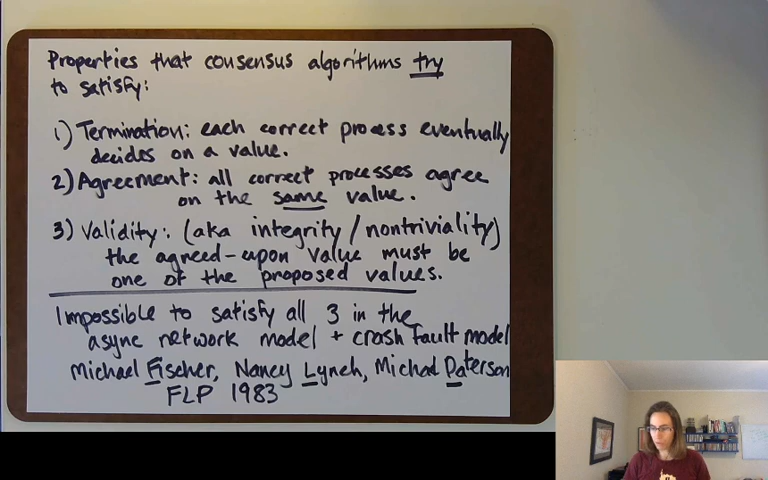 Properties that consensus algorithms try
to satisfy:
1) Termination: each correct process eventually
decides on a value.
2) Agreement: all correct processes agree
on the same value.
3) Validity: (aka integrity/nontriviality)
the agreed-upon value must be
one of the proposed values.
Impossible to satisfy all 3 in the
async network model + crash fault model
Michael Fischer, Nancy Lynch, Michael Paterson
FLP 1983